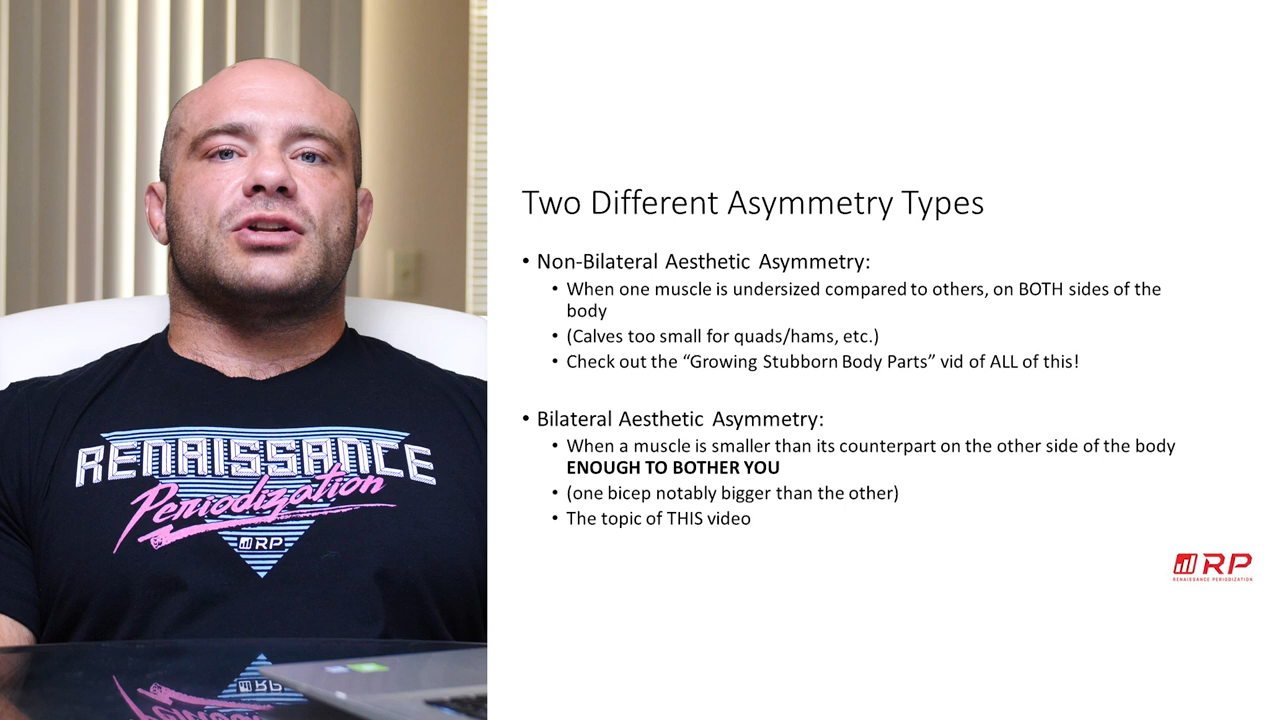 RENAISSANCE
Periodization
RP
Two Different Asymmetry Types
• Non-Bilateral Aesthetic Asymmetry:
• When one muscle is undersized compared to others, on BOTH sides of the
body
• (Calves too small for quads/hams, etc.)
• Check out the “Growing Stubborn Body Parts” vid of ALL of this!
• Bilateral Aesthetic Asymmetry:
• When a muscle is smaller than its counterpart on the other side of the body
ENOUGH TO BOTHER YOU
• (one bicep notably bigger than the other)
• The topic of THIS video
RP
RENAISSANCE PERIODIZATION